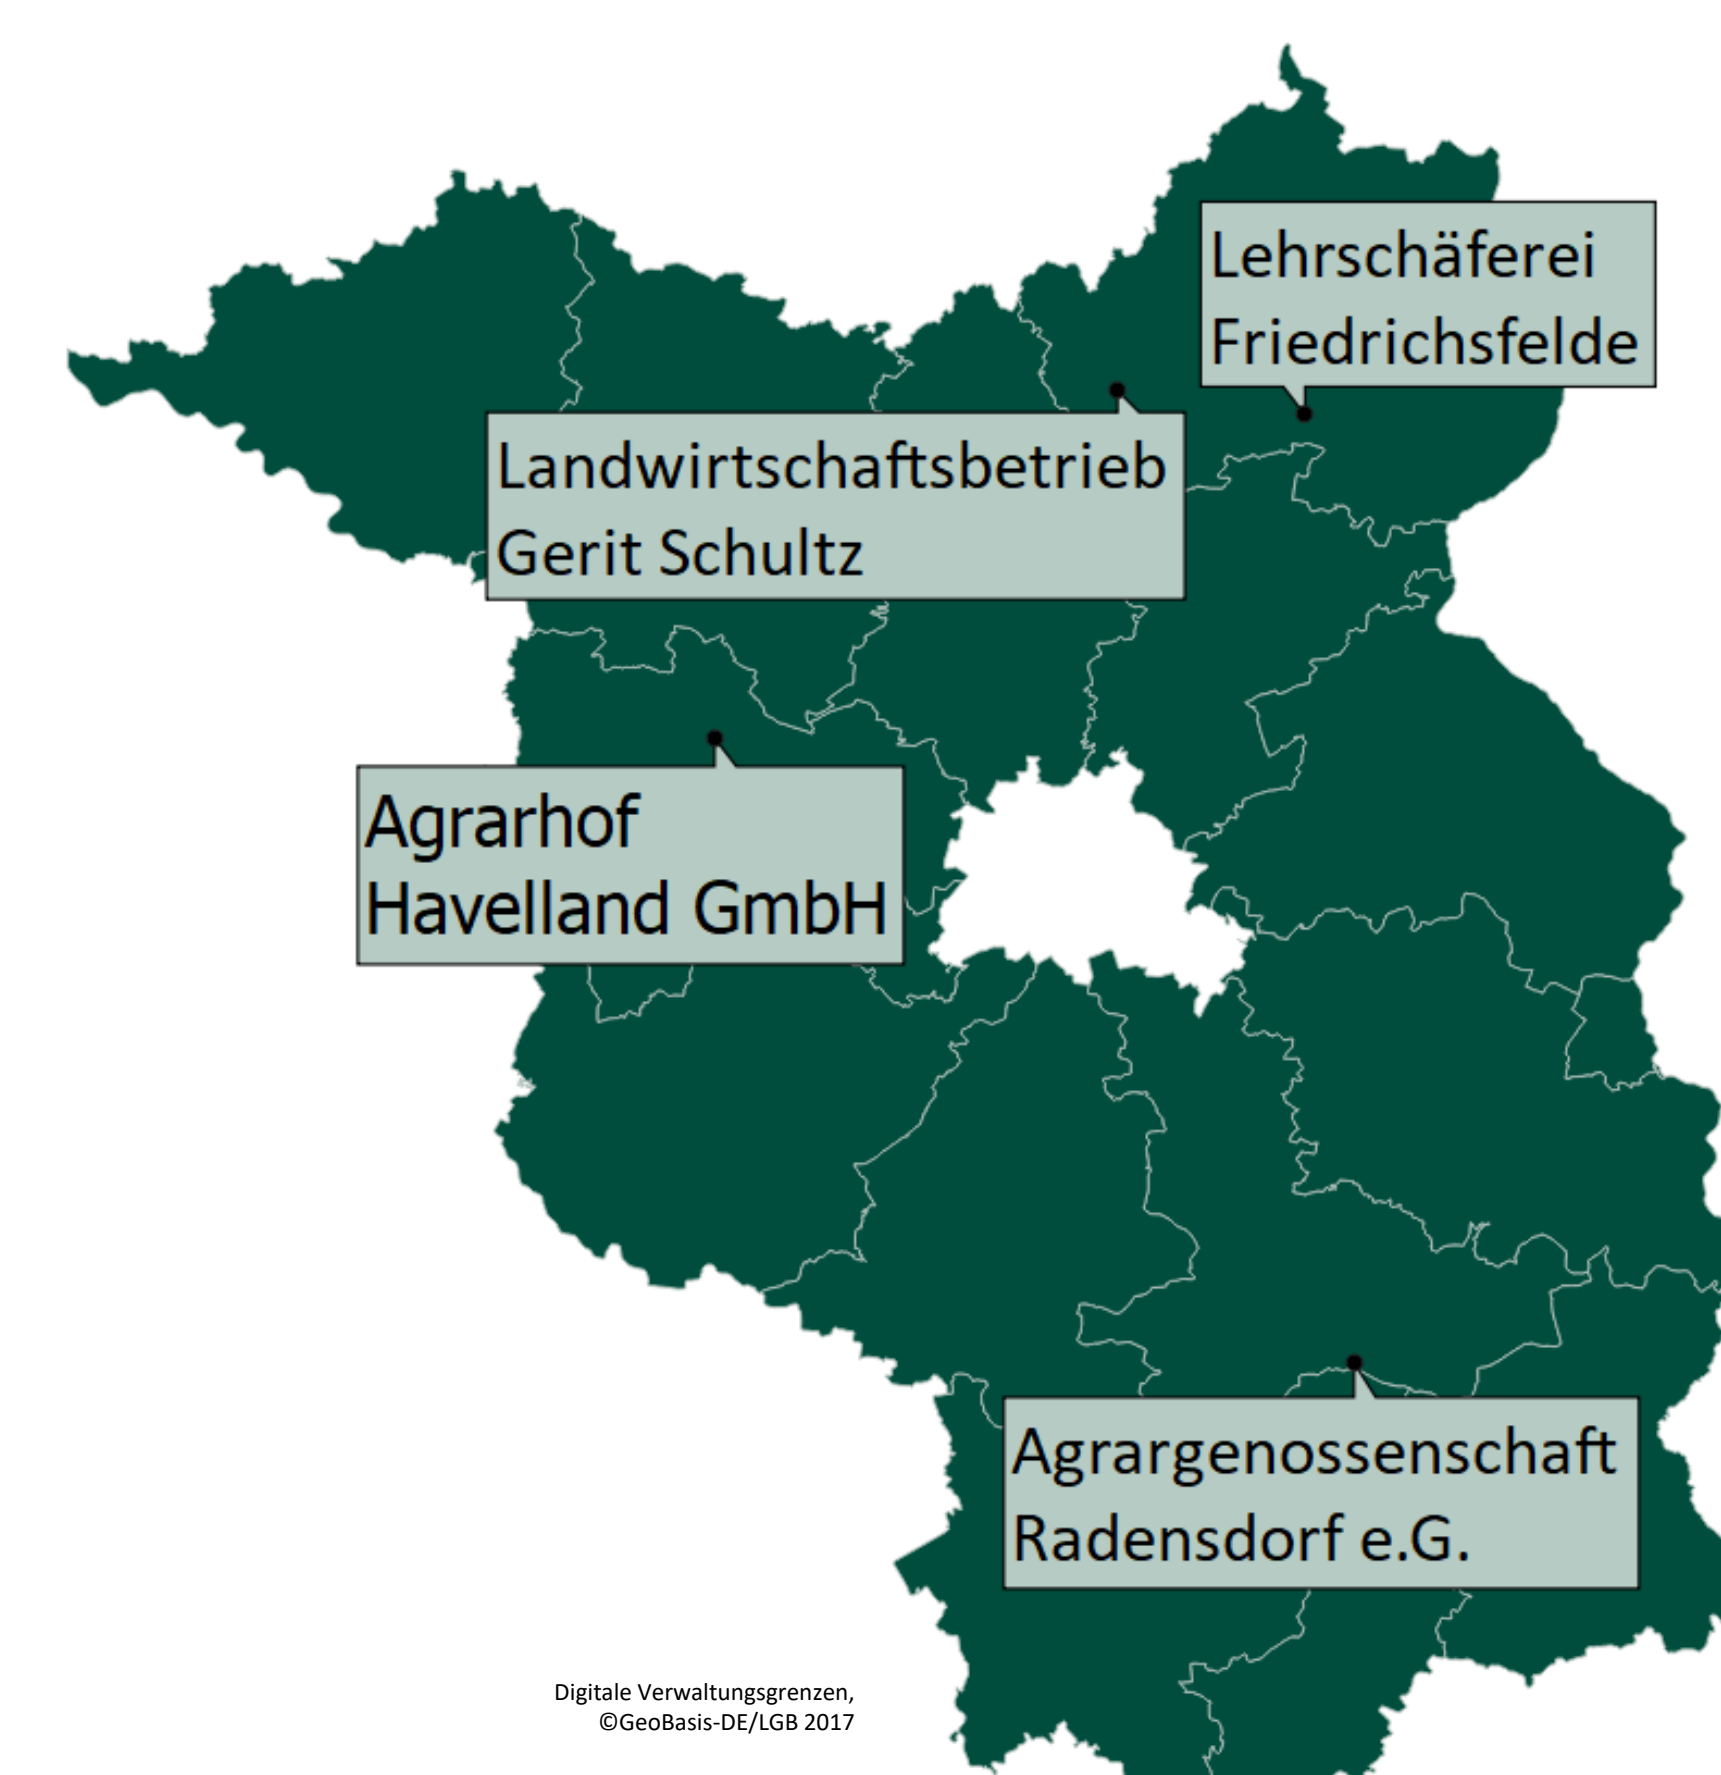 Lehrschäferei
Friedrichsfelde
Landwirtschaftsbetrieb
Gerit Schultz
Agrarhof
Havelland GmbH
Agrargenossenschaft
Radensdorf e.G.
Digitale Verwaltungsgrenzen,
©GeoBasis-DE/LGB 2017